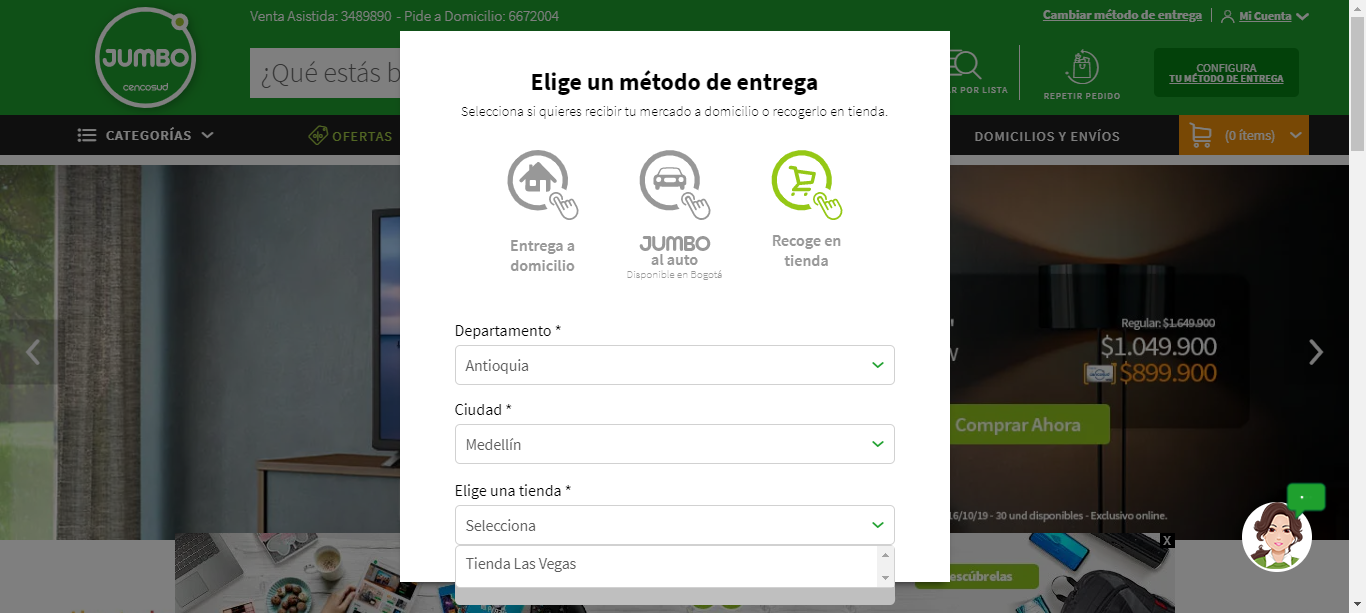 Venta Asistida: 3489890 - Pide a Domicilio: 6672004
Cambiar método de entrega
Mi Cuenta
JUMBO
cencosud
¿Qué estás b
R POR LISTA
REPETIR PEDIDO
CONFIGURA
TU MÉTODO DE ENTREGA
CATEGORÍAS
OFERTAS
DOMICILIOS Y ENVÍOS
(0 ítems)
Elige un método de entrega
Selecciona si quieres recibir tu mercado a domicilio o recogerlo en tienda.
Entrega a
domicilio
JUMBO
al auto
Disponible en Bogotá
Recoge en
tienda
Departamento *
Antioquia
Ciudad *
Medellín
Elige una tienda *
Selecciona
Tienda Las Vegas
Regular: $1.649.900
$1.049.900
$899.900
Comprar Ahora
16/10/19 - 30 und disponibles - Exclusivo online.
X
escúbrelas